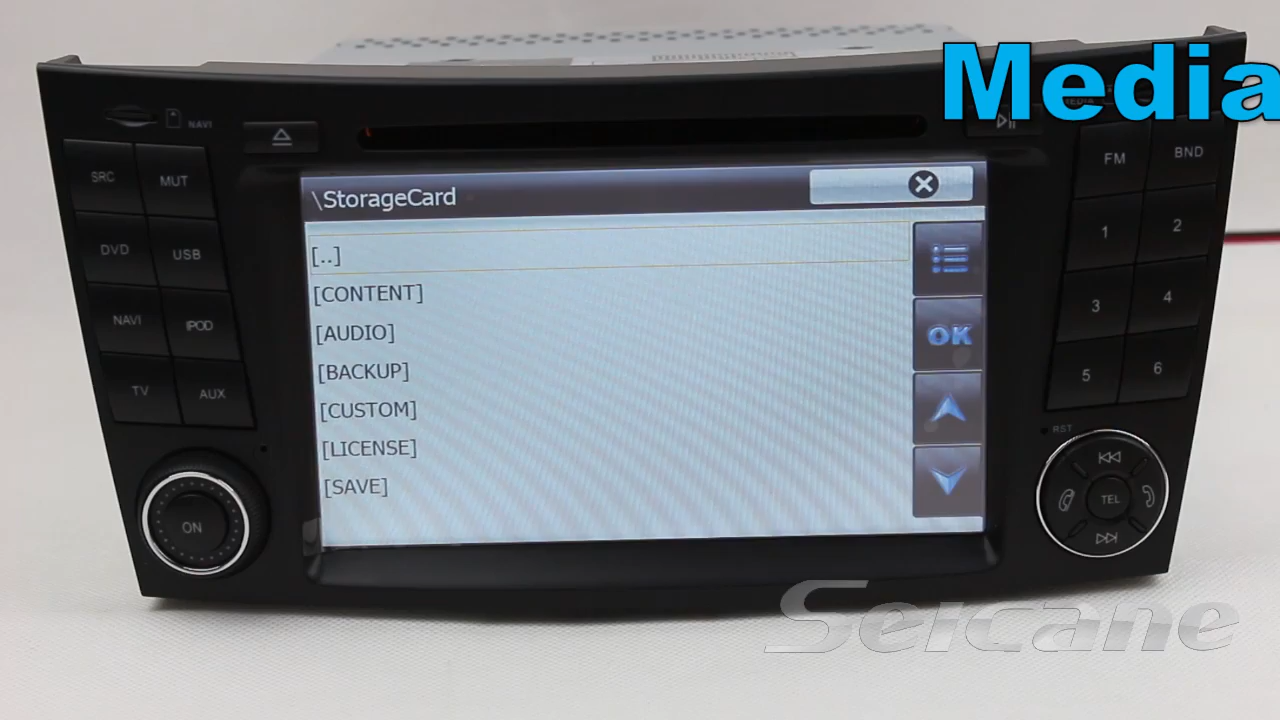 Media
NAVI
MEDIA
SRC
MUT
DVD
USB
NAVI
IPOD
TV
AUX
ON
\StorageCard
[..]
[CONTENT]
[AUDIO]
[BACKUP]
[CUSTOM]
[LICENSE]
[SAVE]
OK
FM
BND
1
2
3
4
5
6
RST
TEL
Seicane